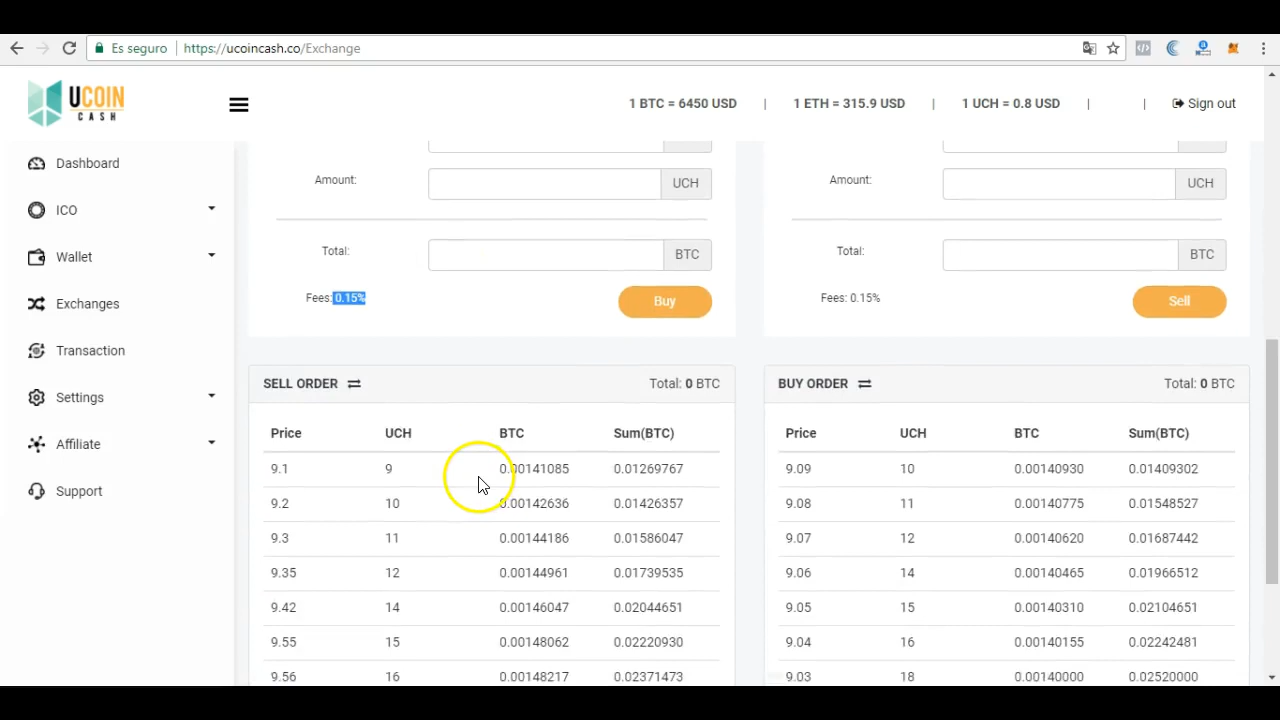 Es seguro https://ucoincash.co/Exchange
UCOIN
CASH
1 BTC = 6450 USD | 1 ETH = 315.9 USD | 1 UCH = 0.8 USD | | Sign out
Dashboard
ICO
Wallet
Exchanges
Transaction
Settings
Affiliate
Support
Amount: UCH
Total: BTC
Fees: 0.15% Buy
Amount: UCH
Total: BTC
Fees: 0.15% Sell
SELL ORDER Total: 0 BTC
Price UCH BTC Sum(BTC)
9.1 9 0.00141085 0.01269767
9.2 10 0.00142636 0.01426357
9.3 11 0.00144186 0.01586047
9.35 12 0.00144961 0.01739535
9.42 14 0.00146047 0.02044651
9.55 15 0.00148062 0.02220930
9.56 16 0.00148217 0.02371473
BUY ORDER Total: 0 BTC
Price UCH BTC Sum(BTC)
9.09 10 0.00140930 0.01409302
9.08 11 0.00140775 0.01548527
9.07 12 0.00140620 0.01687442
9.06 14 0.00140465 0.01966512
9.05 15 0.00140310 0.02104651
9.04 16 0.00140155 0.02242481
9.03 18 0.00140000 0.02520000